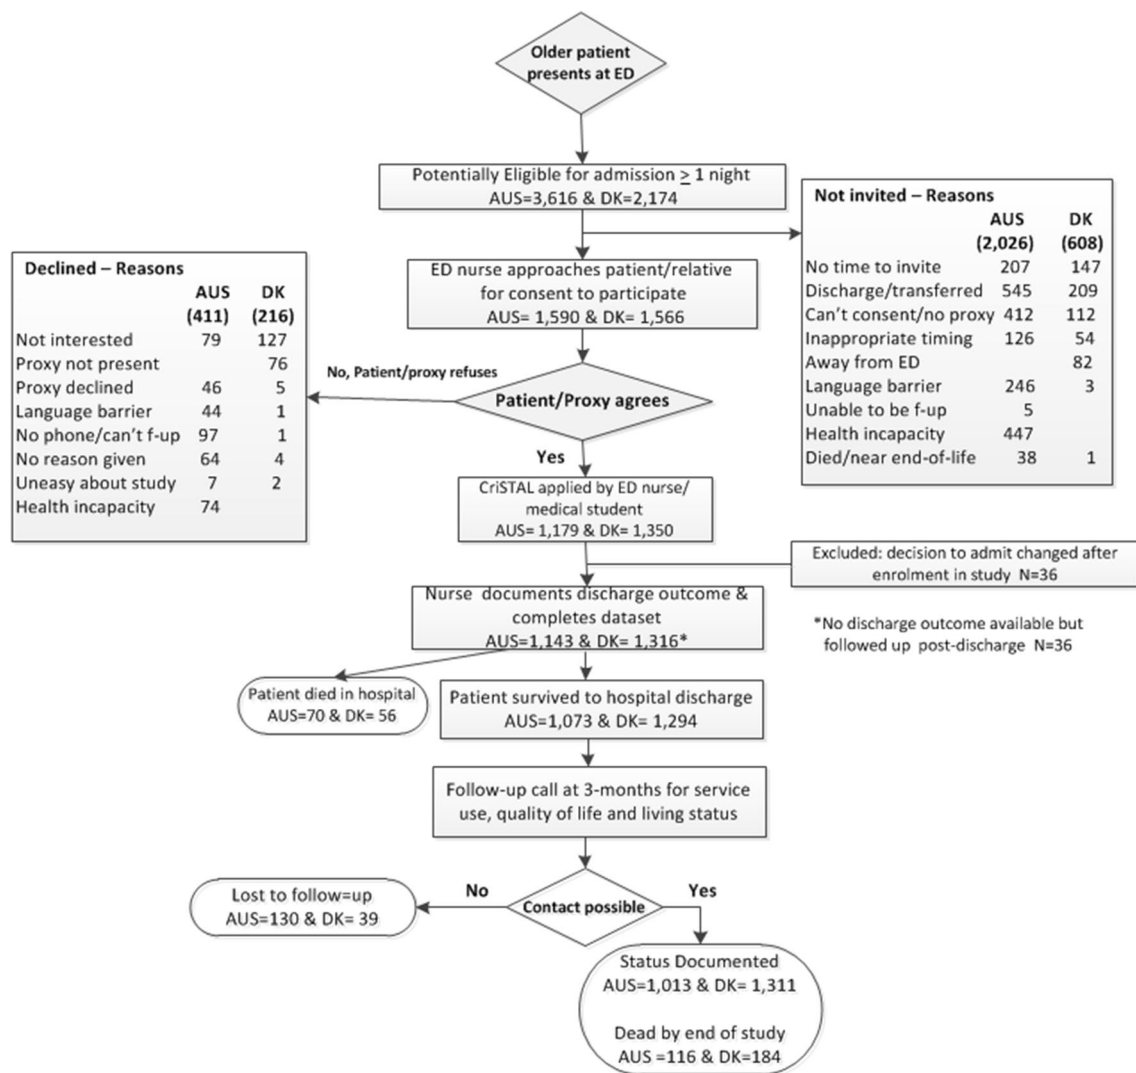 Older patient
presents at ED
Potentially Eligible for admission ≥ 1 night
AUS=3,616 & DK=2,174
Not invited – Reasons
AUS DK
(2,026) (608)
No time to invite 207 147
Discharge/transferred 545 209
Can't consent/no proxy 412 112
Inappropriate timing 126 54
Away from ED 82
Language barrier 246 3
Unable to be f-up 5
Health incapacity 447
Died/near end-of-life 38 1
ED nurse approaches patient/relative
for consent to participate
AUS= 1,590 & DK= 1,566
Declined – Reasons
AUS DK
(411) (216)
Not interested 79 127
Proxy not present 76
Proxy declined 46 5
Language barrier 44 1
No phone/can't f-up 97 1
No reason given 64 4
Uneasy about study 7 2
Health incapacity 74
No, Patient/proxy refuses
Patient/Proxy agrees
Yes
CriSTAL applied by ED nurse/
medical student
AUS= 1,179 & DK= 1,350
Excluded: decision to admit changed after
enrolment in study N=36
Nurse documents discharge outcome &
completes dataset
AUS=1,143 & DK= 1,316*
*No discharge outcome available but
followed up post-discharge N=36
Patient died in hospital
AUS=70 & DK= 56
Patient survived to hospital discharge
AUS=1,073 & DK= 1,294
Follow-up call at 3-months for service
use, quality of life and living status
No
Yes
Contact possible
Lost to follow=up
AUS=130 & DK= 39
Status Documented
AUS=1,013 & DK= 1,311
Dead by end of study
AUS =116 & DK=184